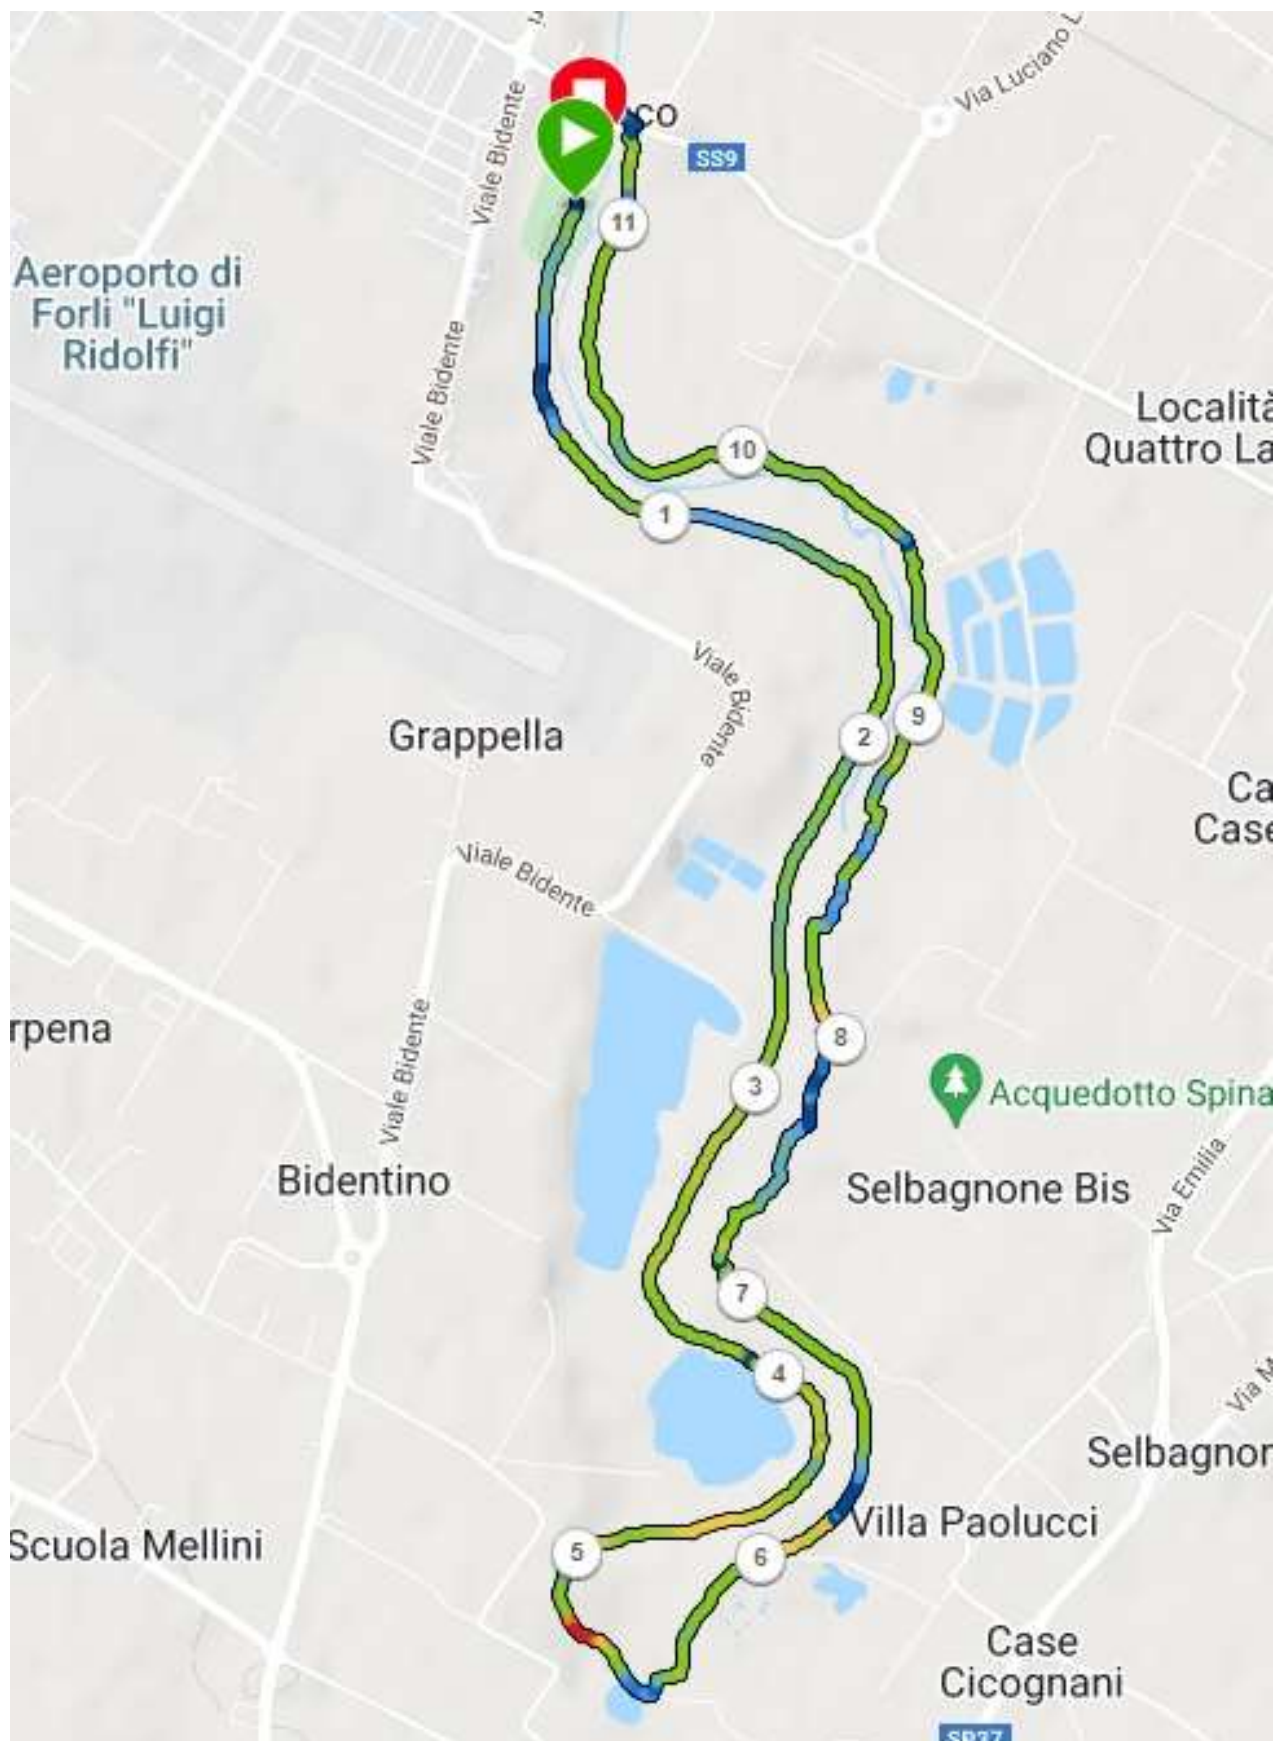 Via Luciano L
Viale Bidente
CO
SS9
11
Aeroporto di
Forlì "Luigi
Ridolfi"
Viale Bidente
Località
Quattro La
10
1
Viale Bidente
9
2
Grappella
Ca
Case
Viale Bidente
rpena
Viale Bidente
8
3
Acquedotto Spina
Bidentino
Selbagnone Bis
Via Emilia
7
4
Via M
Selbagnon
Villa Paolucci
Scuola Mellini
5
6
Case
Cicognani
SP37